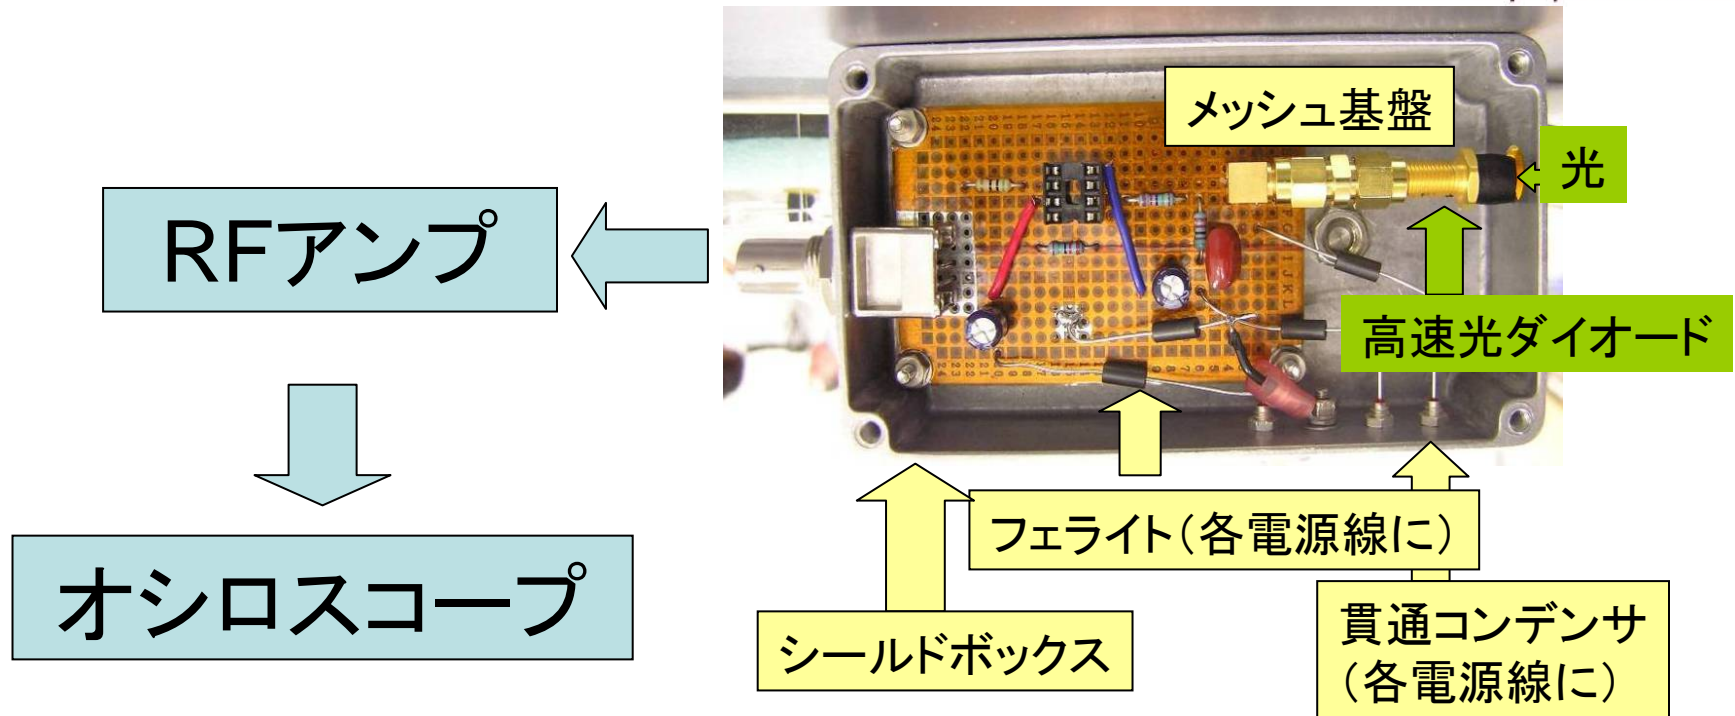 メッシュ基盤
光
RFアンプ
高速光ダイオード
フェライト（各電源線に）
オシロスコープ
シールドボックス
貫通コンデンサ
（各電源線に）